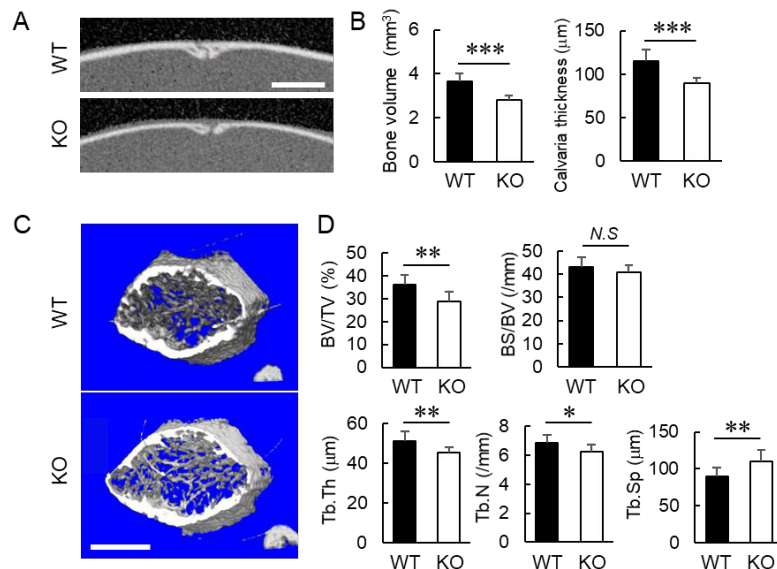 A
WT
KO
B
Bone volume (mm³)
6
4
2
0
***
WT KO
Calvaria thickness (μm)
150
100
50
0
***
WT KO
C
WT
KO
D
BV/TV (%)
50
40
30
20
10
0
**
WT KO
BS/BV (/mm)
50
40
30
20
10
0
N.S
WT KO
Tb.Th (μm)
60
40
20
0
**
WT KO
Tb.N (/mm)
8
6
4
2
0
*
WT KO
Tb.Sp (μm)
150
100
50
0
**
WT KO